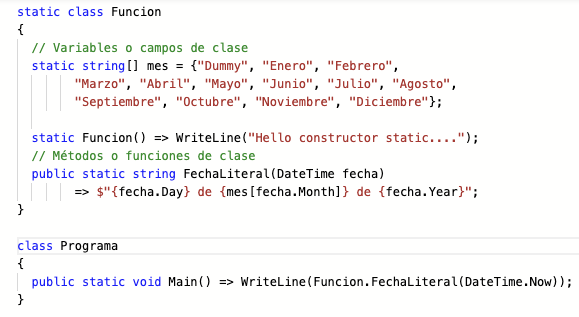 static class Funcion
{
// Variables o campos de clase
static string[] mes = {"Dummy", "Enero", "Febrero",
"Marzo", "Abril", "Mayo", "Junio", "Julio", "Agosto",
"Septiembre", "Octubre", "Noviembre", "Diciembre"};
static Funcion() => WriteLine("Hello constructor static....");
// Métodos o funciones de clase
public static string FechaLiteral(DateTime fecha)
=> $"{fecha.Day} de {mes[fecha.Month]} de {fecha.Year}";
}
class Programa
{
public static void Main() => WriteLine(Funcion.FechaLiteral(DateTime.Now));
}